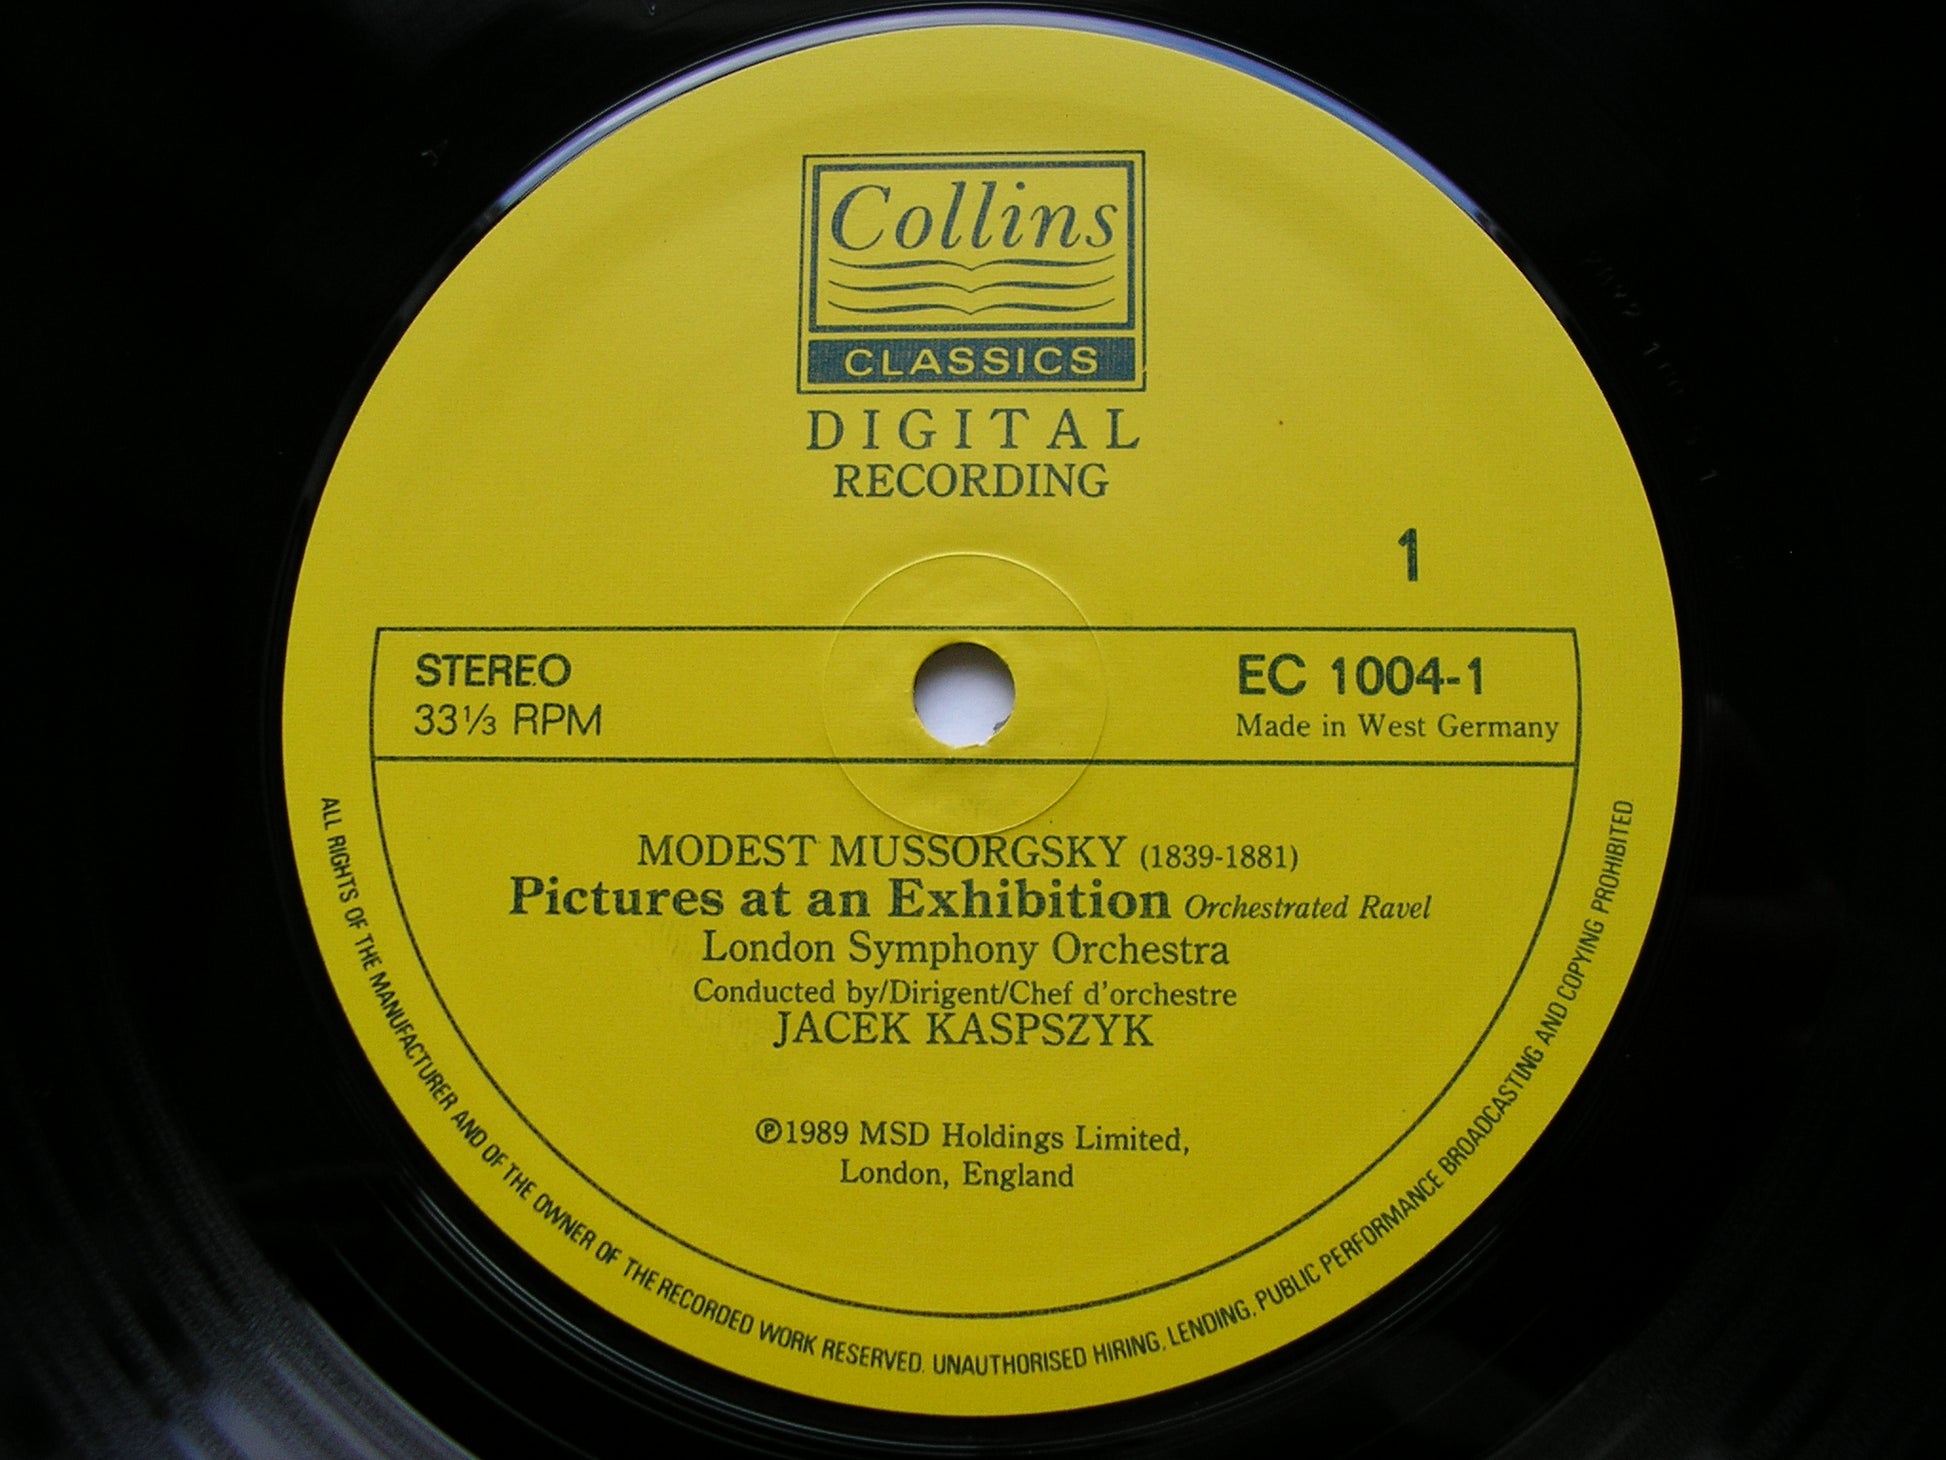 Collins
CLASSICS
DIGITAL
RECORDING
1
STEREO
33⅓ RPM
EC 1004-1
Made in West Germany
MODEST MUSSORGSKY (1839-1881)
Pictures at an Exhibition Orchestrated Ravel
London Symphony Orchestra
Conducted by/Dirigent/Chef d'orchestre
JACEK KASPSZYK
℗1989 MSD Holdings Limited,
London, England
ALL RIGHTS OF THE MANUFACTURER AND OF THE OWNER OF THE RECORDED WORK RESERVED. UNAUTHORISED HIRING, LENDING, PUBLIC PERFORMANCE BROADCASTING AND COPYING PROHIBITED